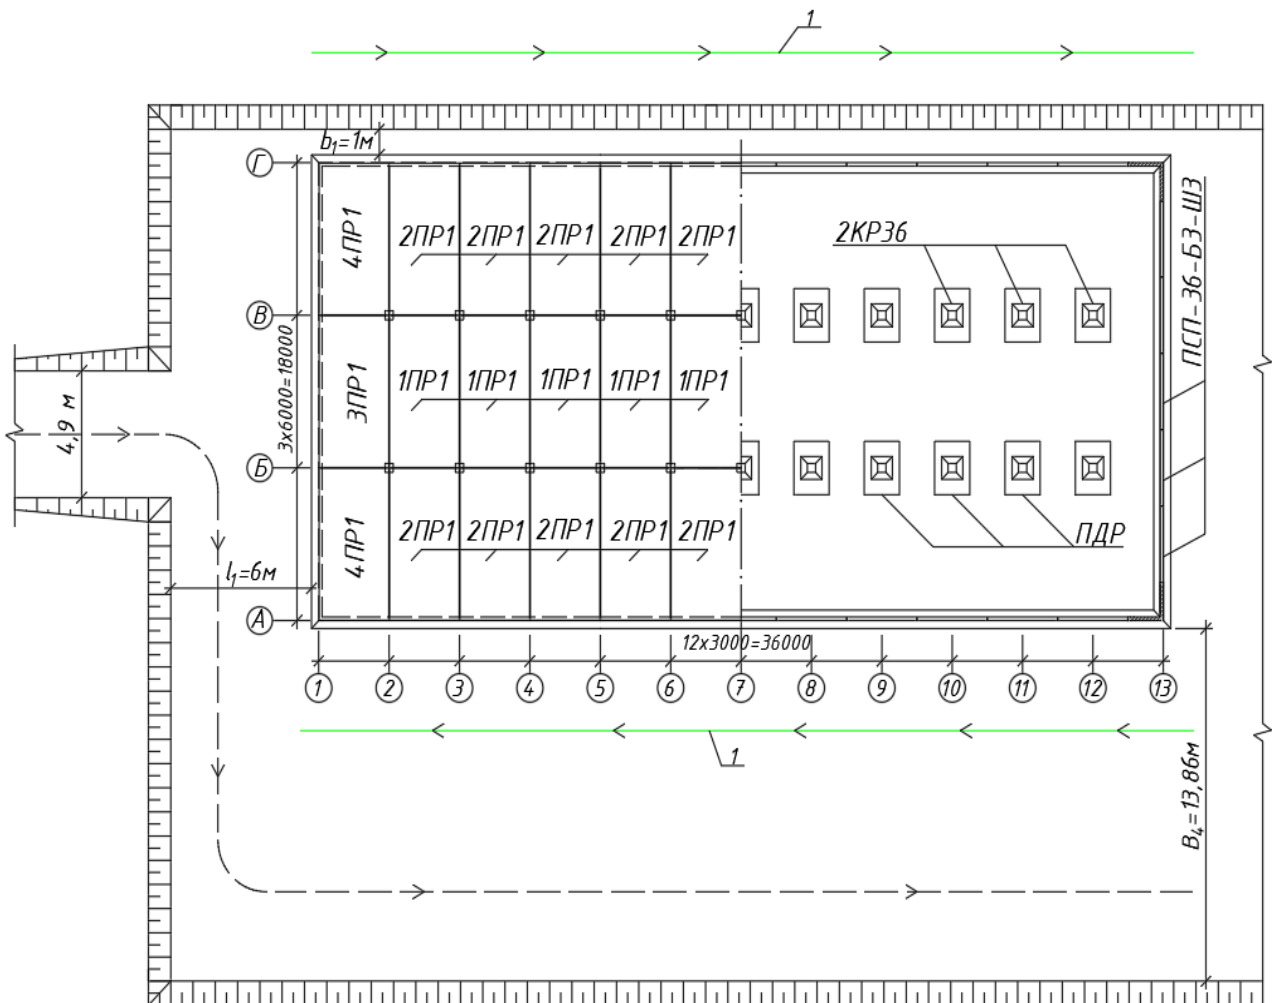 1
b₁=1м
Г
4ПР1
2ПР1 2ПР1 2ПР1 2ПР1 2ПР1
2КР36
ПСП-36-Б3-Ш3
В
3х6000=18000
4,9 м
3ПР1
1ПР1 1ПР1 1ПР1 1ПР1 1ПР1
Б
4ПР1
2ПР1 2ПР1 2ПР1 2ПР1 2ПР1
ПДР
l₁=6м
А
12х3000=36000
1 2 3 4 5 6 7 8 9 10 11 12 13
1
В₄=13,86м